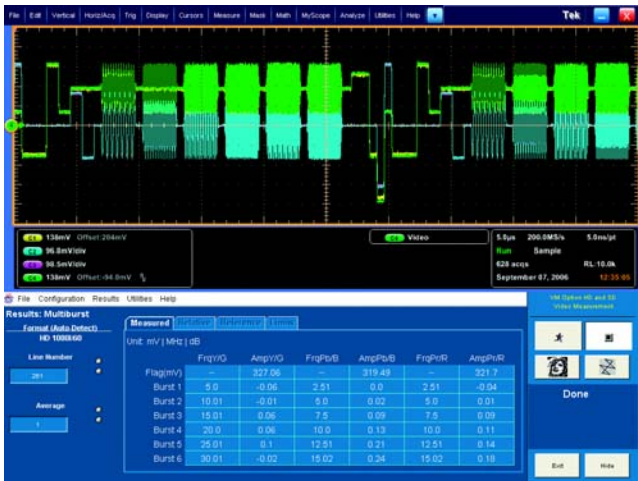 File Edit Vertical Horiz/Acq Trig Display Cursors Measure Mask Math MyScope Analyze Utilities Help Tek
C1 138mV Offset:204mV
C2 96.8mV/div
C3 98.5mV/div
C4 138mV Offset:-94.0mV
C4 Video
5.0µs 200.0MS/s 5.0ns/pt
Run Sample
628 acqs RL:10.0k
September 07, 2006 12:35:05
File Configuration Results Utilities Help
VM Option HD and SD
Video Measurement
Results: Multiburst
Format (Auto Detect)
HD 1080i60
Line Number
281
Average
1
Measured Relative Reference Limits
Unit: mV | MHz | dB
FrqY/G AmpY/G FrqPb/B AmpPb/B FrqPr/R AmpPr/R
Flag(mV) -- 327.06 -- 319.49 -- 321.7
Burst 1 5.0 -0.06 2.51 0.0 2.51 -0.04
Burst 2 10.01 -0.01 5.0 0.02 5.0 0.01
Burst 3 15.01 0.06 7.5 0.09 7.5 0.09
Burst 4 20.0 0.06 10.0 0.13 10.0 0.11
Burst 5 25.01 0.1 12.51 0.21 12.51 0.14
Burst 6 30.01 -0.02 15.02 0.24 15.02 0.18
Done
Exit Hide